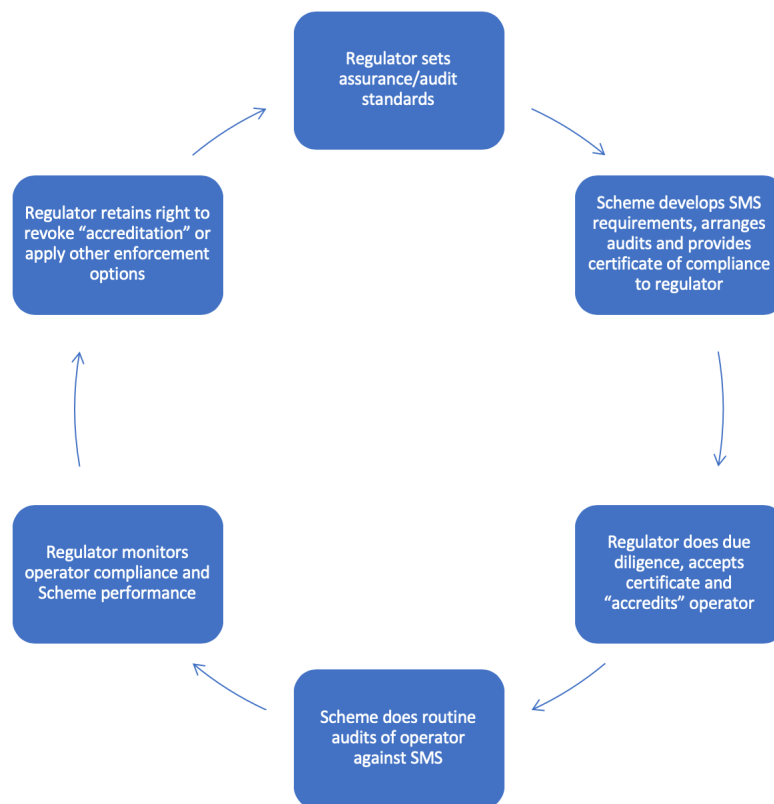 Regulator sets
assurance/audit
standards
Scheme develops SMS
requirements, arranges
audits and provides
certificate of compliance
to regulator
Regulator does due
diligence, accepts
certificate and
“accredits” operator
Scheme does routine
audits of operator
against SMS
Regulator monitors
operator compliance and
Scheme performance
Regulator retains right to
revoke “accreditation” or
apply other enforcement
options